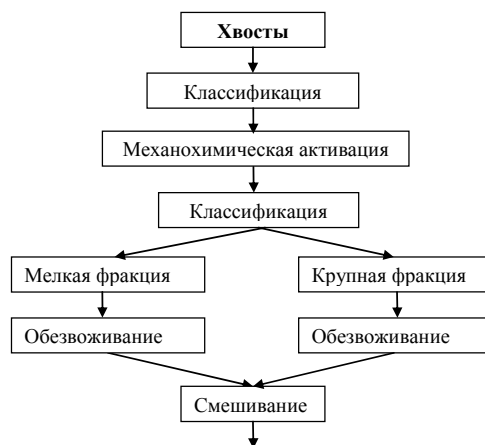 Хвосты
Классификация
Механохимическая активация
Классификация
Мелкая фракция
Крупная фракция
Обезвоживание
Обезвоживание
Смешивание